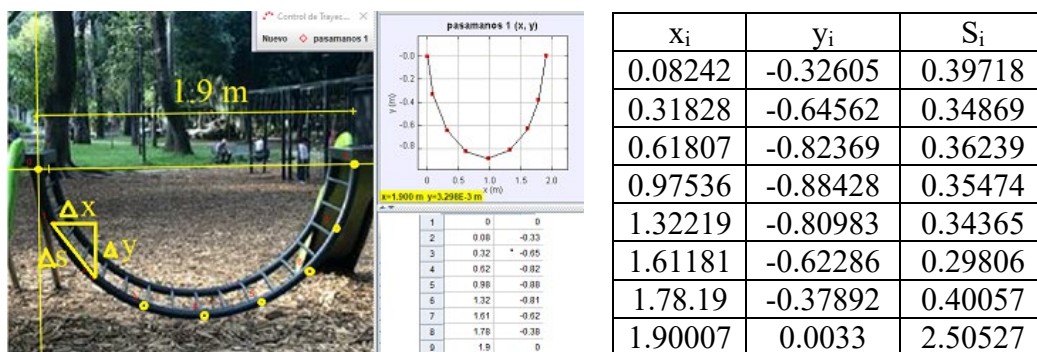 Control de Trayec...
Nuevo pasamanos 1
1.9 m
Δx
Δs Δy
pasamanos 1 (x, y)
-0.0
-0.2
-0.4
-0.6
-0.8
y (m)
0 0.5 1.0 1.5 2.0
x (m)
x=1.900 m y=3.298E-3 m
1 0 0
2 0.08 -0.33
3 0.32 -0.65
4 0.62 -0.82
5 0.98 -0.88
6 1.32 -0.81
7 1.61 -0.62
8 1.78 -0.38
9 1.9 0
xi yi Si
0.08242 -0.32605 0.39718
0.31828 -0.64562 0.34869
0.61807 -0.82369 0.36239
0.97536 -0.88428 0.35474
1.32219 -0.80983 0.34365
1.61181 -0.62286 0.29806
1.78.19 -0.37892 0.40057
1.90007 0.0033 2.50527